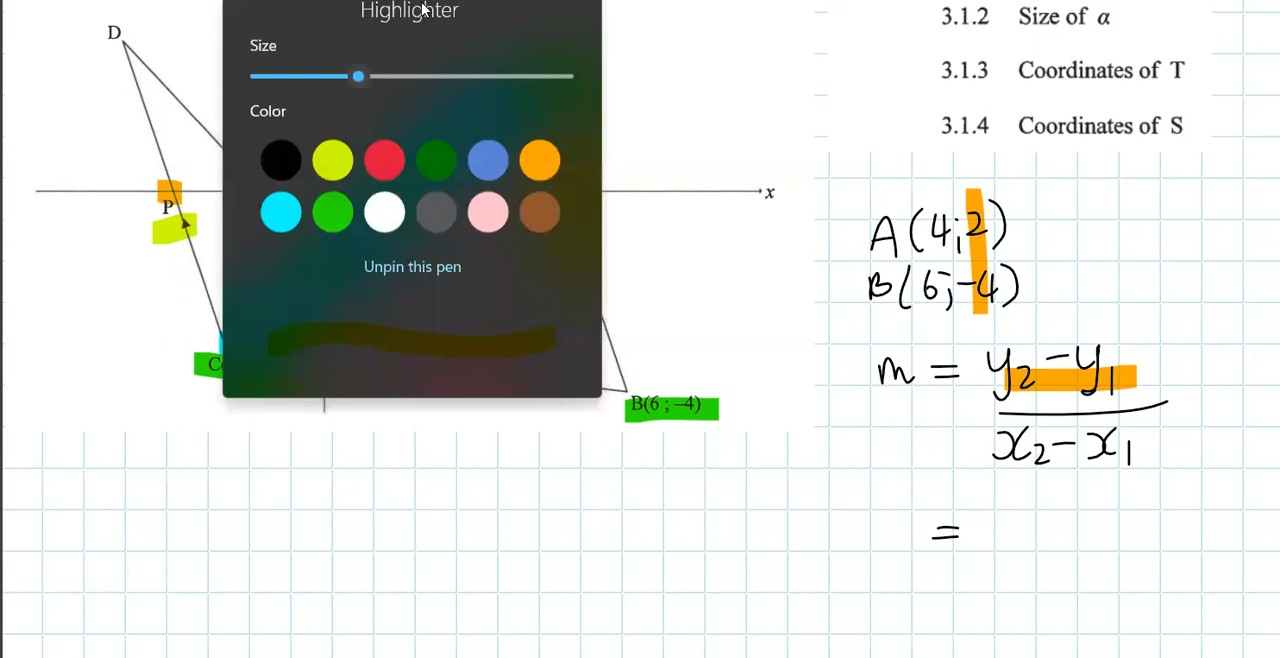 D
Highlighter
Size
Color
Unpin this pen
x
P
C
B(6 ; –4)
3.1.2 Size of α
3.1.3 Coordinates of T
3.1.4 Coordinates of S
A(4;2)
B(6;-4)
m = y₂-y₁
x₂-x₁
=